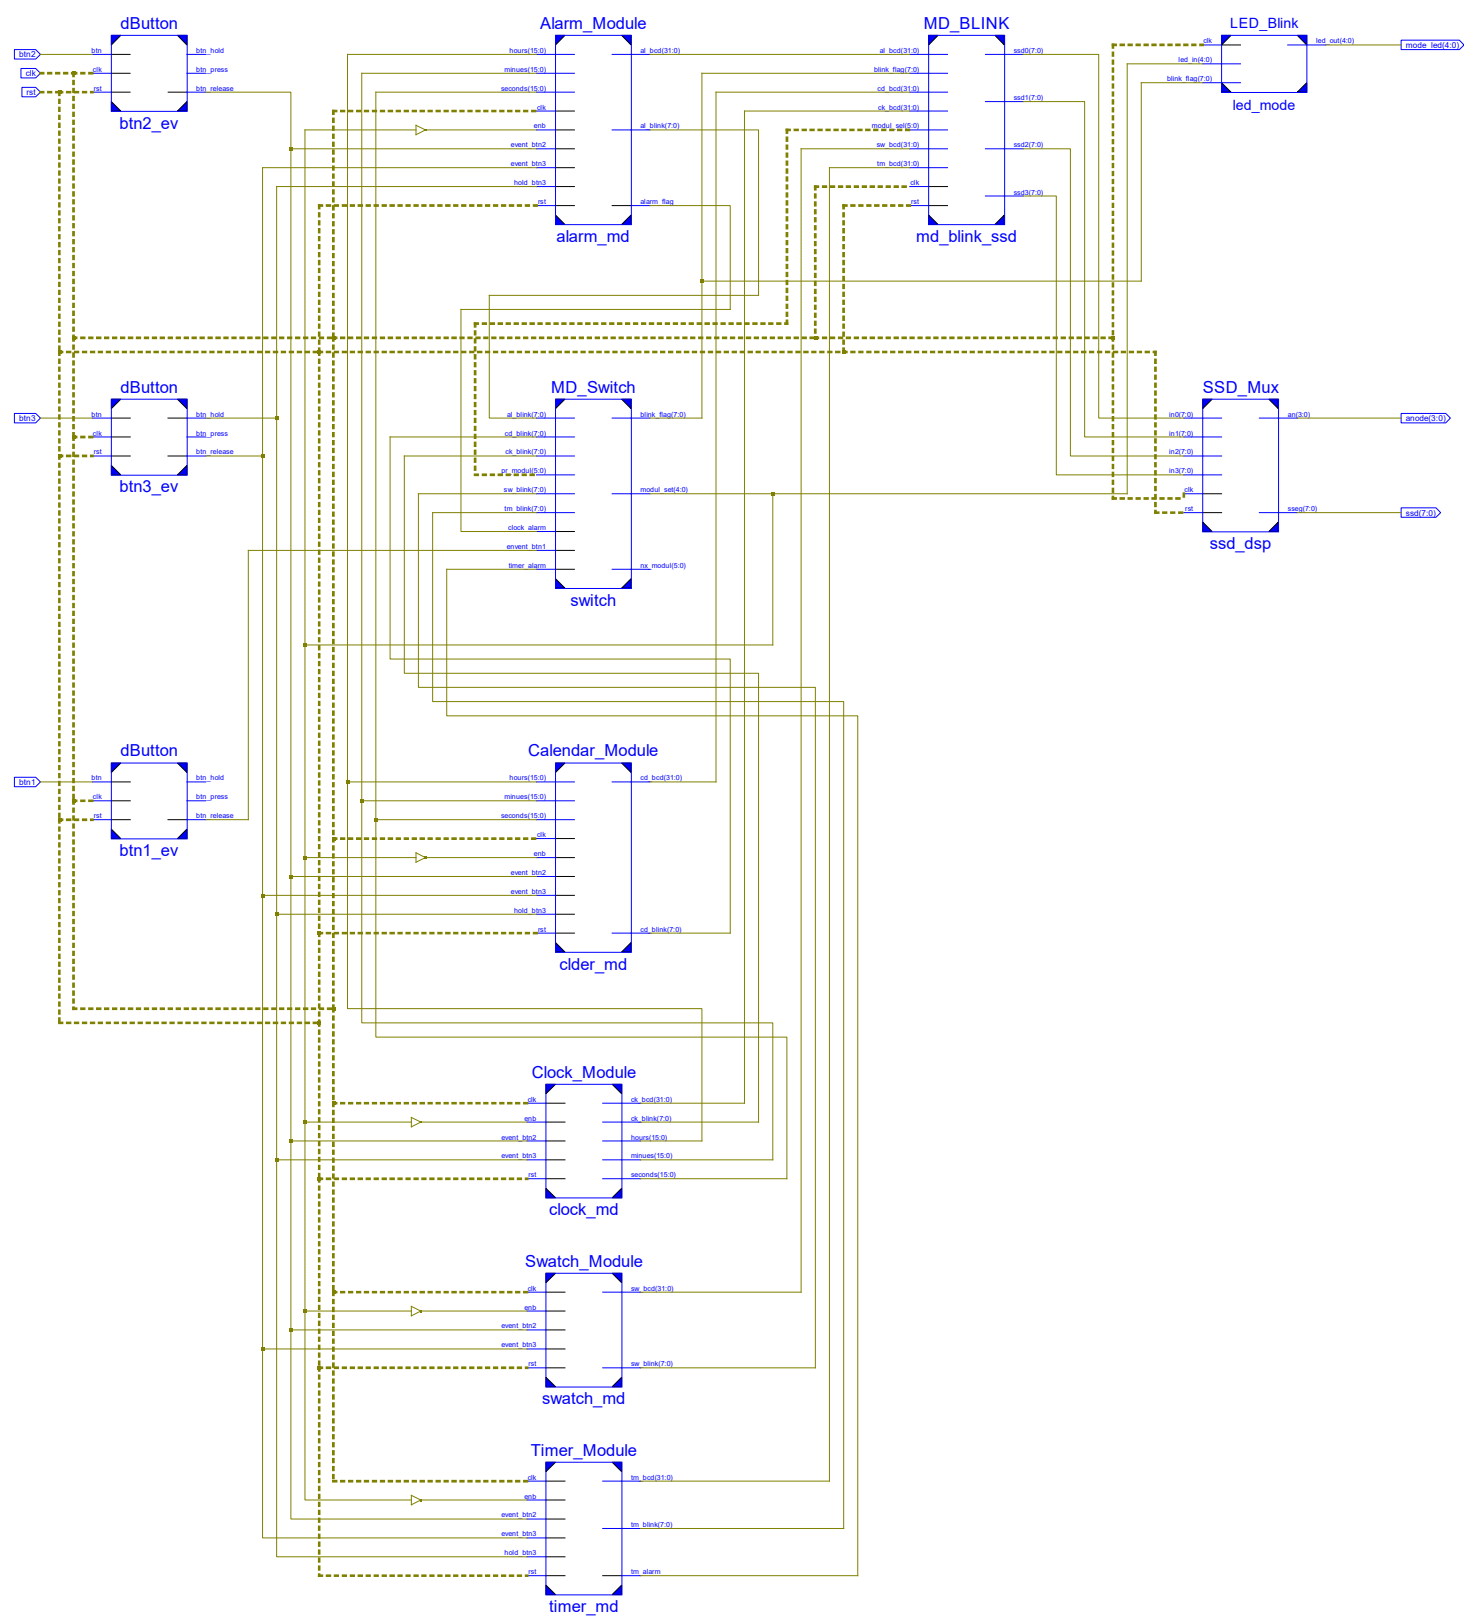 dButton
btn2
clk
rst
btn
clk
rst
btn_hold
btn_press
btn_release
btn2_ev
Alarm_Module
hours(15:0)
minues(15:0)
seconds(15:0)
clk
enb
event_btn2
event_btn3
hold_btn3
rst
al_bcd(31:0)
al_blink(7:0)
alarm_flag
alarm_md
MD_BLINK
al_bcd(31:0)
blink_flag(7:0)
cd_bcd(31:0)
ck_bcd(31:0)
modul_sel(5:0)
sw_bcd(31:0)
tm_bcd(31:0)
clk
rst
ssd0(7:0)
ssd1(7:0)
ssd2(7:0)
ssd3(7:0)
md_blink_ssd
LED_Blink
clk
led_in(4:0)
blink_flag(7:0)
led_out(4:0)
mode_led(4:0)
led_mode
dButton
btn3
btn
clk
rst
btn_hold
btn_press
btn_release
btn3_ev
MD_Switch
al_blink(7:0)
cd_blink(7:0)
ck_blink(7:0)
pr_modul(5:0)
sw_blink(7:0)
tm_blink(7:0)
clock_alarm
envent_btn1
timer_alarm
blink_flag(7:0)
modul_set(4:0)
nx_modul(5:0)
switch
SSD_Mux
in0(7:0)
in1(7:0)
in2(7:0)
in3(7:0)
clk
rst
an(3:0)
sseg(7:0)
anode(3:0)
ssd(7:0)
ssd_dsp
dButton
btn1
btn
clk
rst
btn_hold
btn_press
btn_release
btn1_ev
Calendar_Module
hours(15:0)
minues(15:0)
seconds(15:0)
clk
enb
event_btn2
event_btn3
hold_btn3
rst
cd_bcd(31:0)
cd_blink(7:0)
clder_md
Clock_Module
clk
enb
event_btn2
event_btn3
rst
ck_bcd(31:0)
ck_blink(7:0)
hours(15:0)
minues(15:0)
seconds(15:0)
clock_md
Swatch_Module
clk
enb
event_btn2
event_btn3
rst
sw_bcd(31:0)
sw_blink(7:0)
swatch_md
Timer_Module
clk
enb
event_btn2
event_btn3
hold_btn3
rst
tm_bcd(31:0)
tm_blink(7:0)
tm_alarm
timer_md